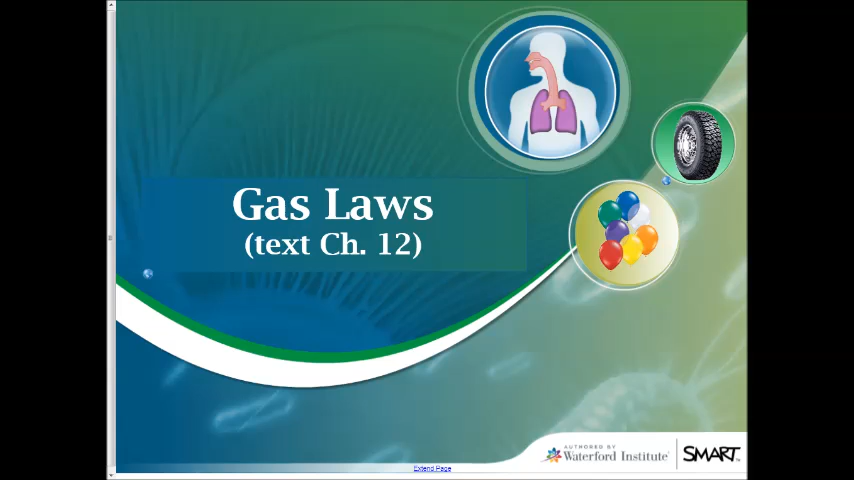 Gas Laws
(text Ch. 12)
AUTHORED BY
Waterford Institute
SMART
Extend Page